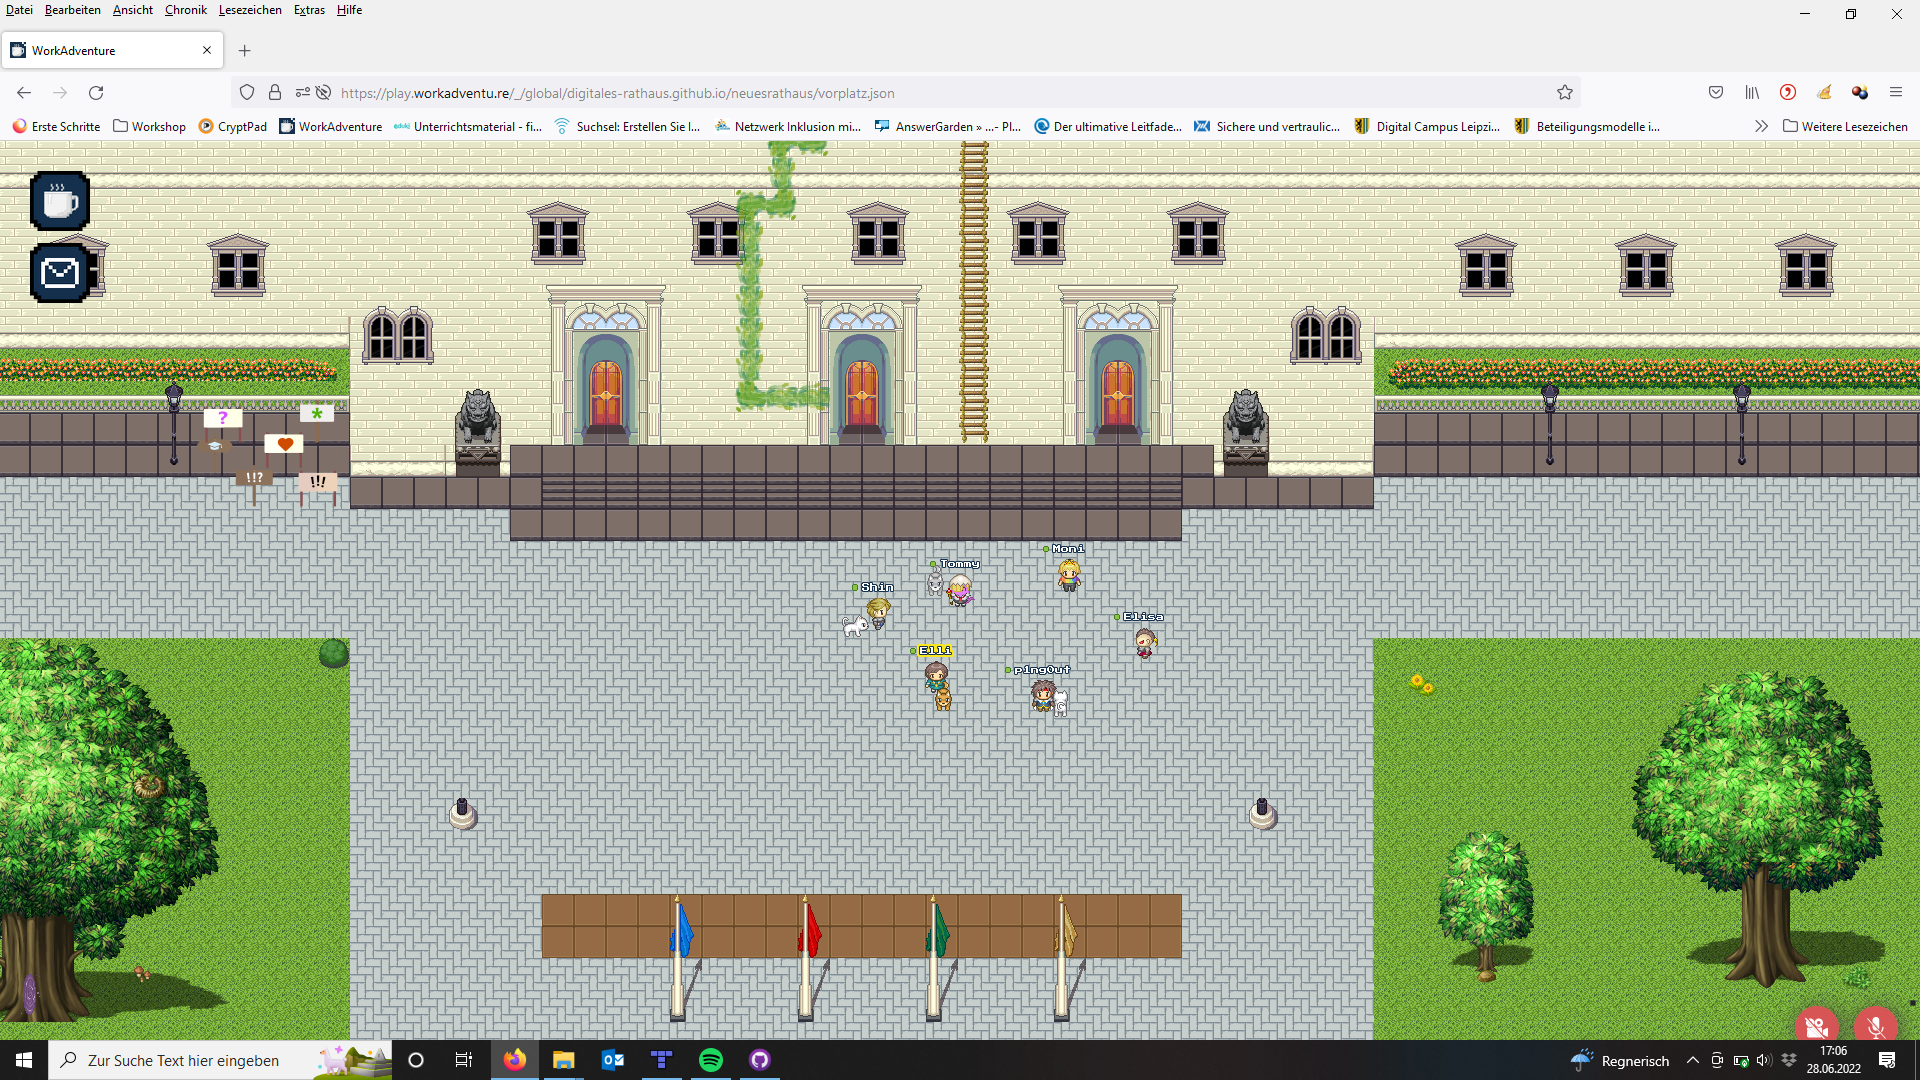 Datei Bearbeiten Ansicht Chronik Lesezeichen Extras Hilfe
WorkAdventure
https://play.workadventu.re/_/global/digitales-rathaus.github.io/neuesrathaus/vorplatz.json
Erste Schritte Workshop CryptPad WorkAdventure Unterrichtsmaterial - fi... Suchsel: Erstellen Sie l... Netzwerk Inklusion mi... AnswerGarden » ...- Pl... Der ultimative Leitfade... Sichere und vertraulic... Digital Campus Leipzi... Beteiligungsmodelle i... Weitere Lesezeichen
?
*
!!?
!!!
Moni
Tommy
Shin
Elisa
Elli
p1ng0ut
Zur Suche Text hier eingeben
Regnerisch
17:06
28.06.2022